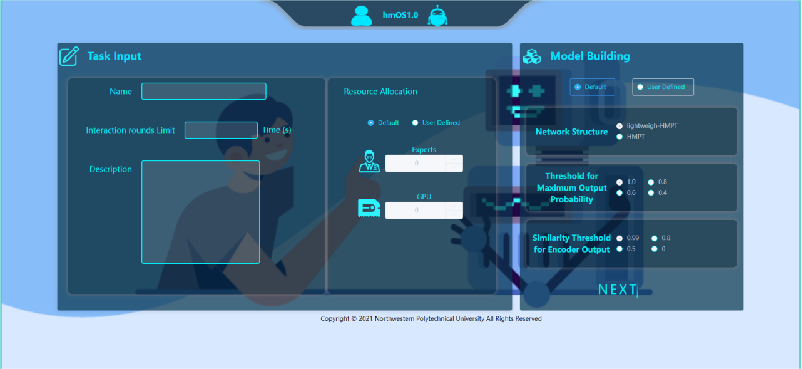 hmOS1.0
Task Input
Name
Interaction rounds Limit
Time (s)
Description
Resource Allocation
Default
User Defined
Experts
0
GPU
0
Model Building
Default
User Defined
Network Structure
lightweigh-HMPT
HMPT
Threshold for
Maximum Output
Probability
1.0
0.8
0.6
0.4
Similarity Threshold
for Encoder Output
0.99
0.8
0.5
0
NEXT
Copyright © 2021 Northwestern Polytechnical University All Rights Reserved